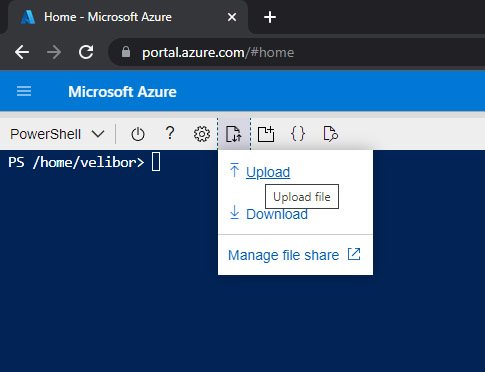 Home - Microsoft Azure
portal.azure.com/#home
Microsoft Azure
PowerShell ? {}
PS /home/velibor>
Upload
Upload file
Download
Manage file share